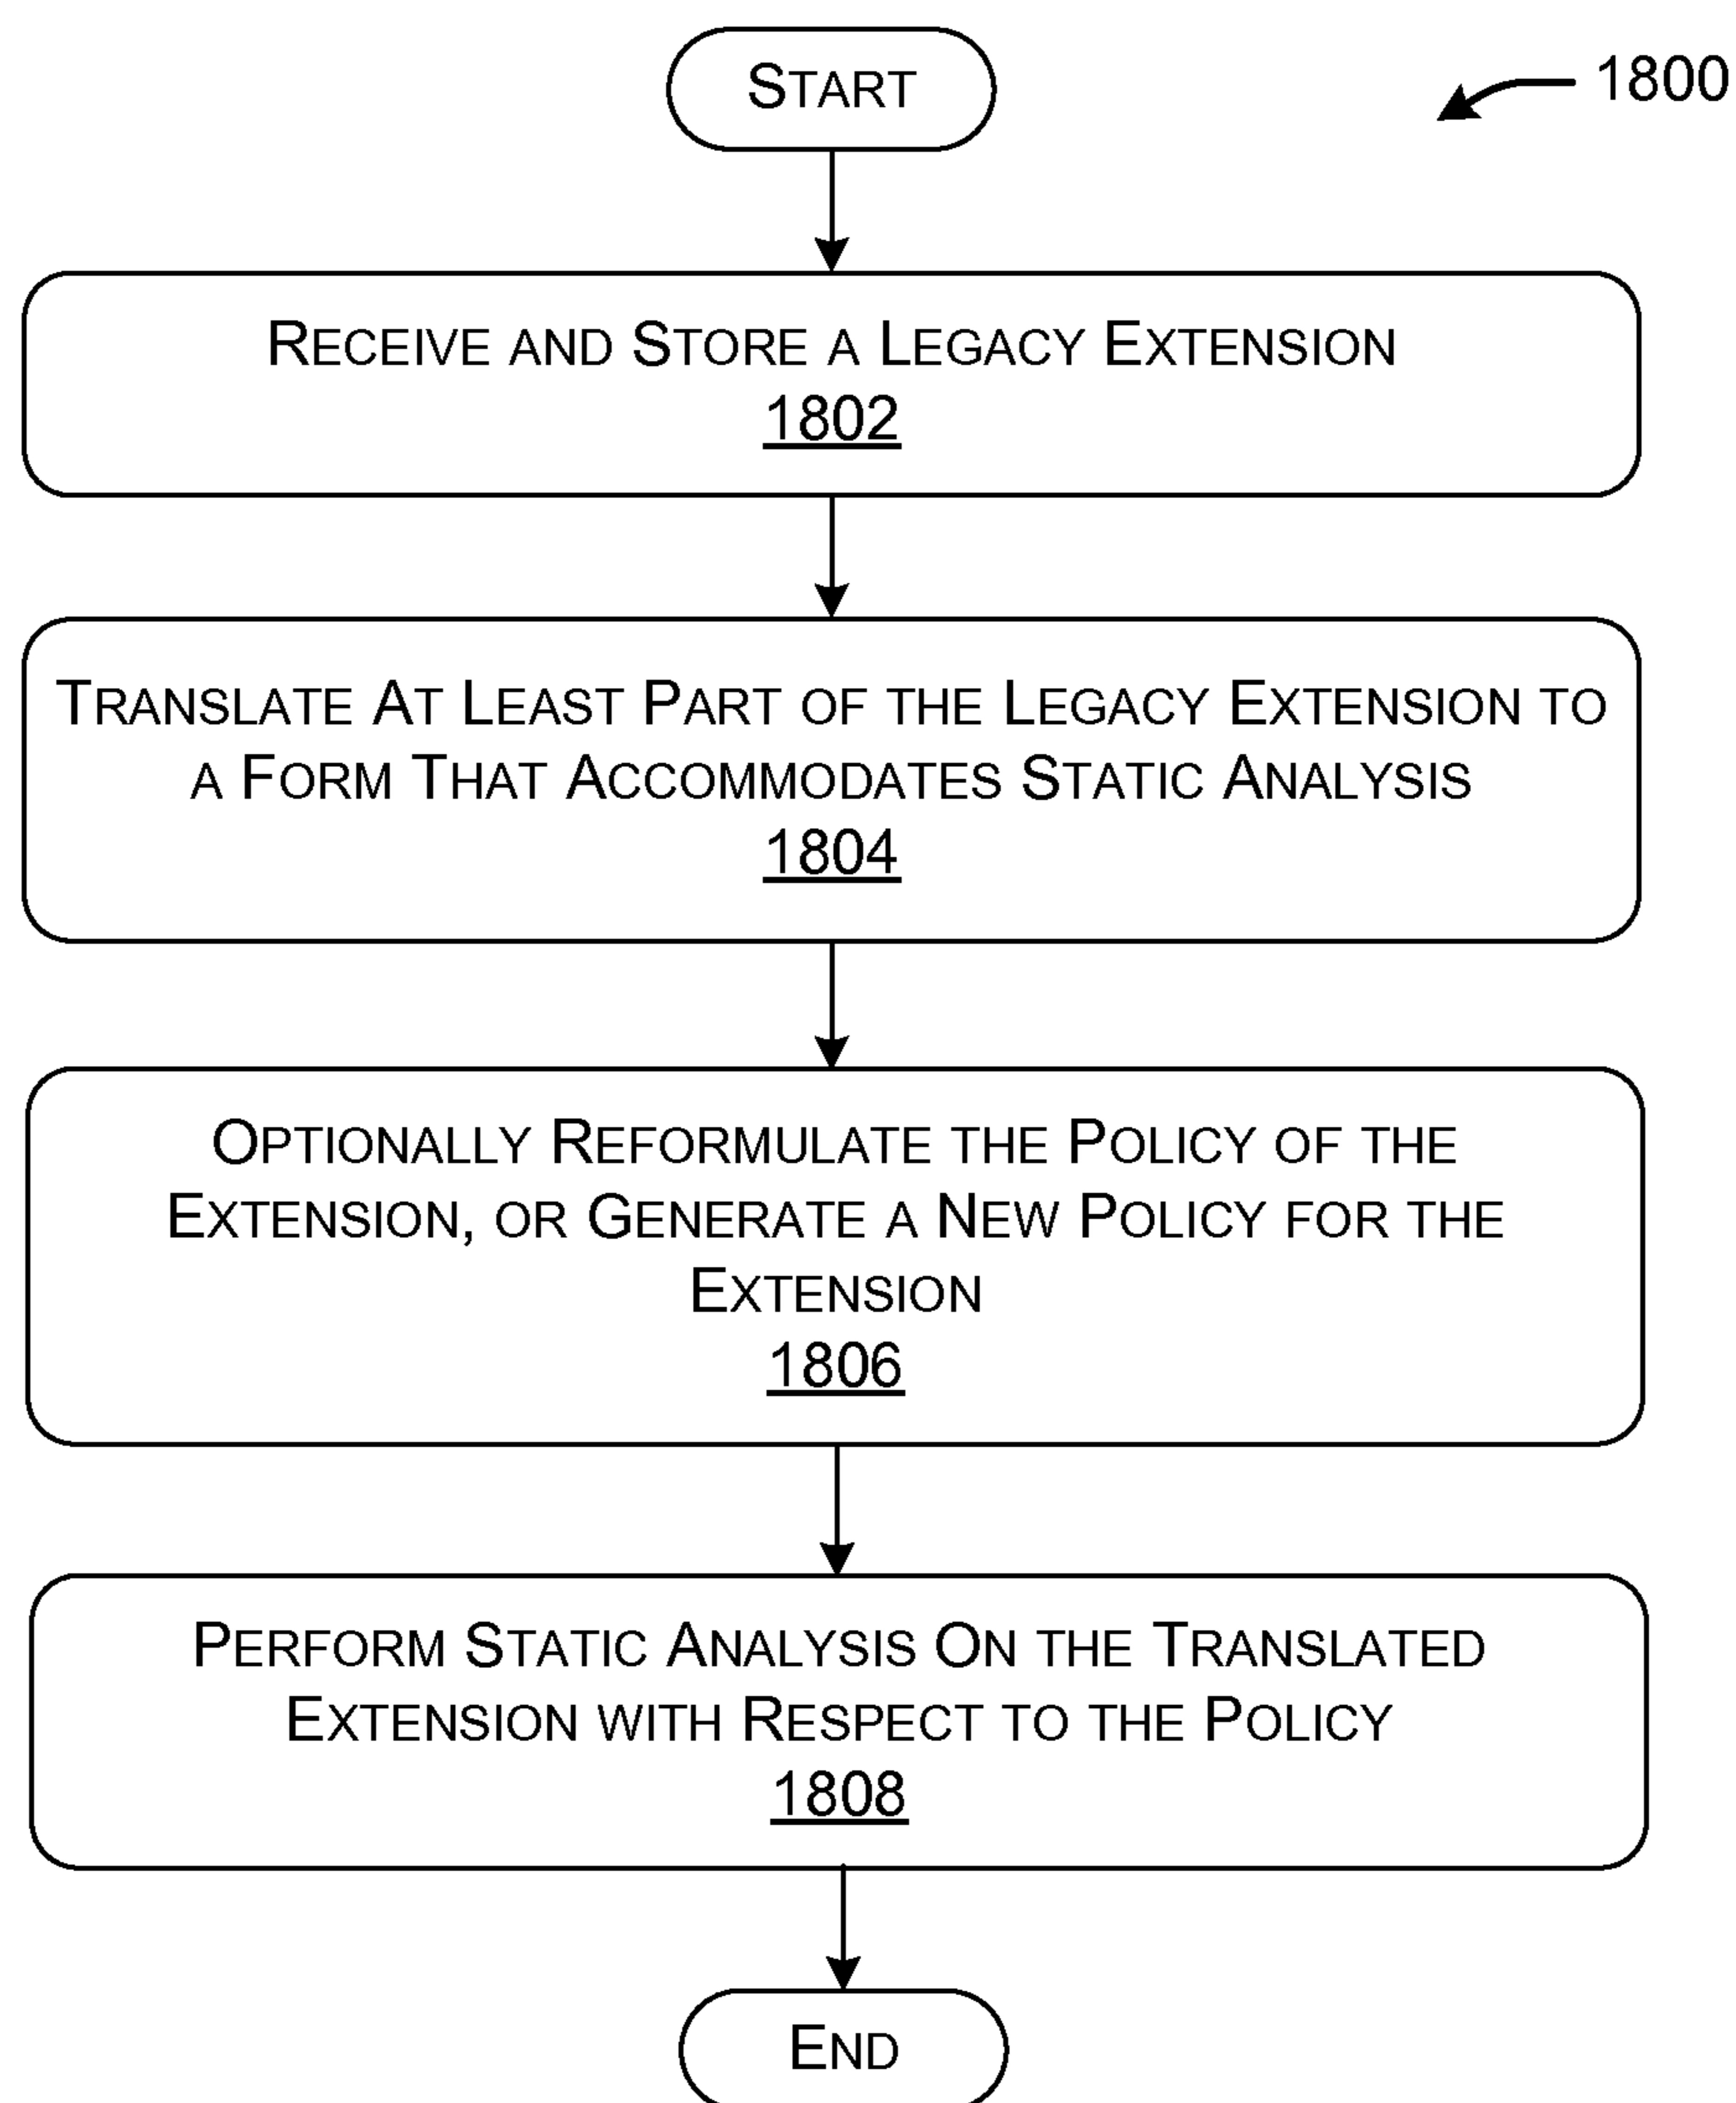 START
1800
RECEIVE AND STORE A LEGACY EXTENSION
1802
TRANSLATE AT LEAST PART OF THE LEGACY EXTENSION TO
A FORM THAT ACCOMMODATES STATIC ANALYSIS
1804
OPTIONALLY REFORMULATE THE POLICY OF THE
EXTENSION, OR GENERATE A NEW POLICY FOR THE
EXTENSION
1806
PERFORM STATIC ANALYSIS ON THE TRANSLATED
EXTENSION WITH RESPECT TO THE POLICY
1808
END